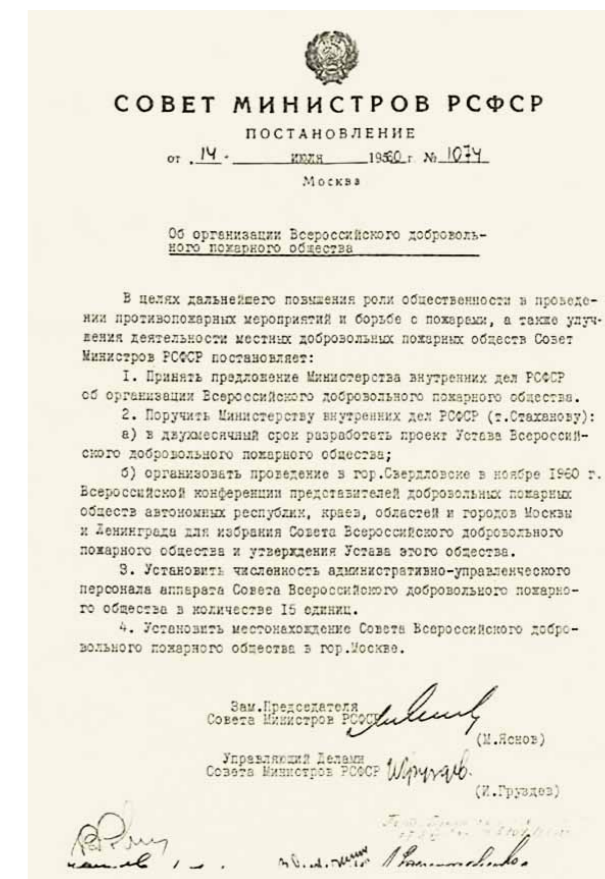 СОВЕТ МИНИСТРОВ РСФСР
ПОСТАНОВЛЕНИЕ
от 14 июля 1960 г. № 1074
Москва
Об организации Всероссийского доброволь-
ного пожарного общества
В целях дальнейшего повышения роли общественности в проведе-
нии противопожарных мероприятий и борьбе с пожарами, а также улуч-
шения деятельности местных добровольных пожарных обществ Совет
Министров РСФСР постановляет:
I. Принять предложение Министерства внутренних дел РСФСР
об организации Всероссийского добровольного пожарного общества.
2. Поручить Министерству внутренних дел РСФСР (т.Стаханову):
а) в двухмесячный срок разработать проект Устава Всероссий-
ского добровольного пожарного общества;
б) организовать проведение в гор.Свердловске в ноябре I960 г.
Всероссийской конференции представителей добровольных пожарных
обществ автономных республик, краев, областей и городов Москвы
и Ленинграда для избрания Совета Всероссийского добровольного
пожарного общества и утверждения Устава этого общества.
3. Установить численность административно-управленческого
персонала аппарата Совета Всероссийского добровольного пожарно-
го общества в количестве I5 единиц.
4. Установить местонахождение Совета Всероссийского добро-
вольного пожарного общества в гор.Москве.
Зам.Председателя
Совета Министров РСФСР
(М.Яснов)
Управляющий Делами
Совета Министров РСФСР
(И.Груздев)